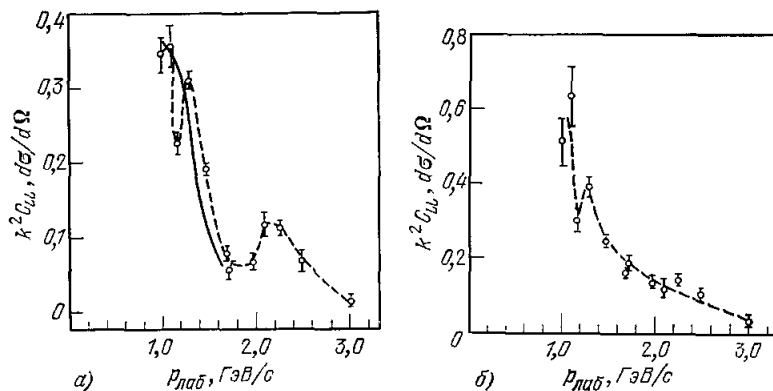 0,4
0,3
0,2
0,1
0
k²C_LL, dσ/dΩ
1,0
2,0
3,0
а)
p_лаб, ГэВ/с
0,8
0,6
0,4
0,2
0
k²C_LL, dσ/dΩ
1,0
2,0
3,0
б)
p_лаб, ГэВ/с